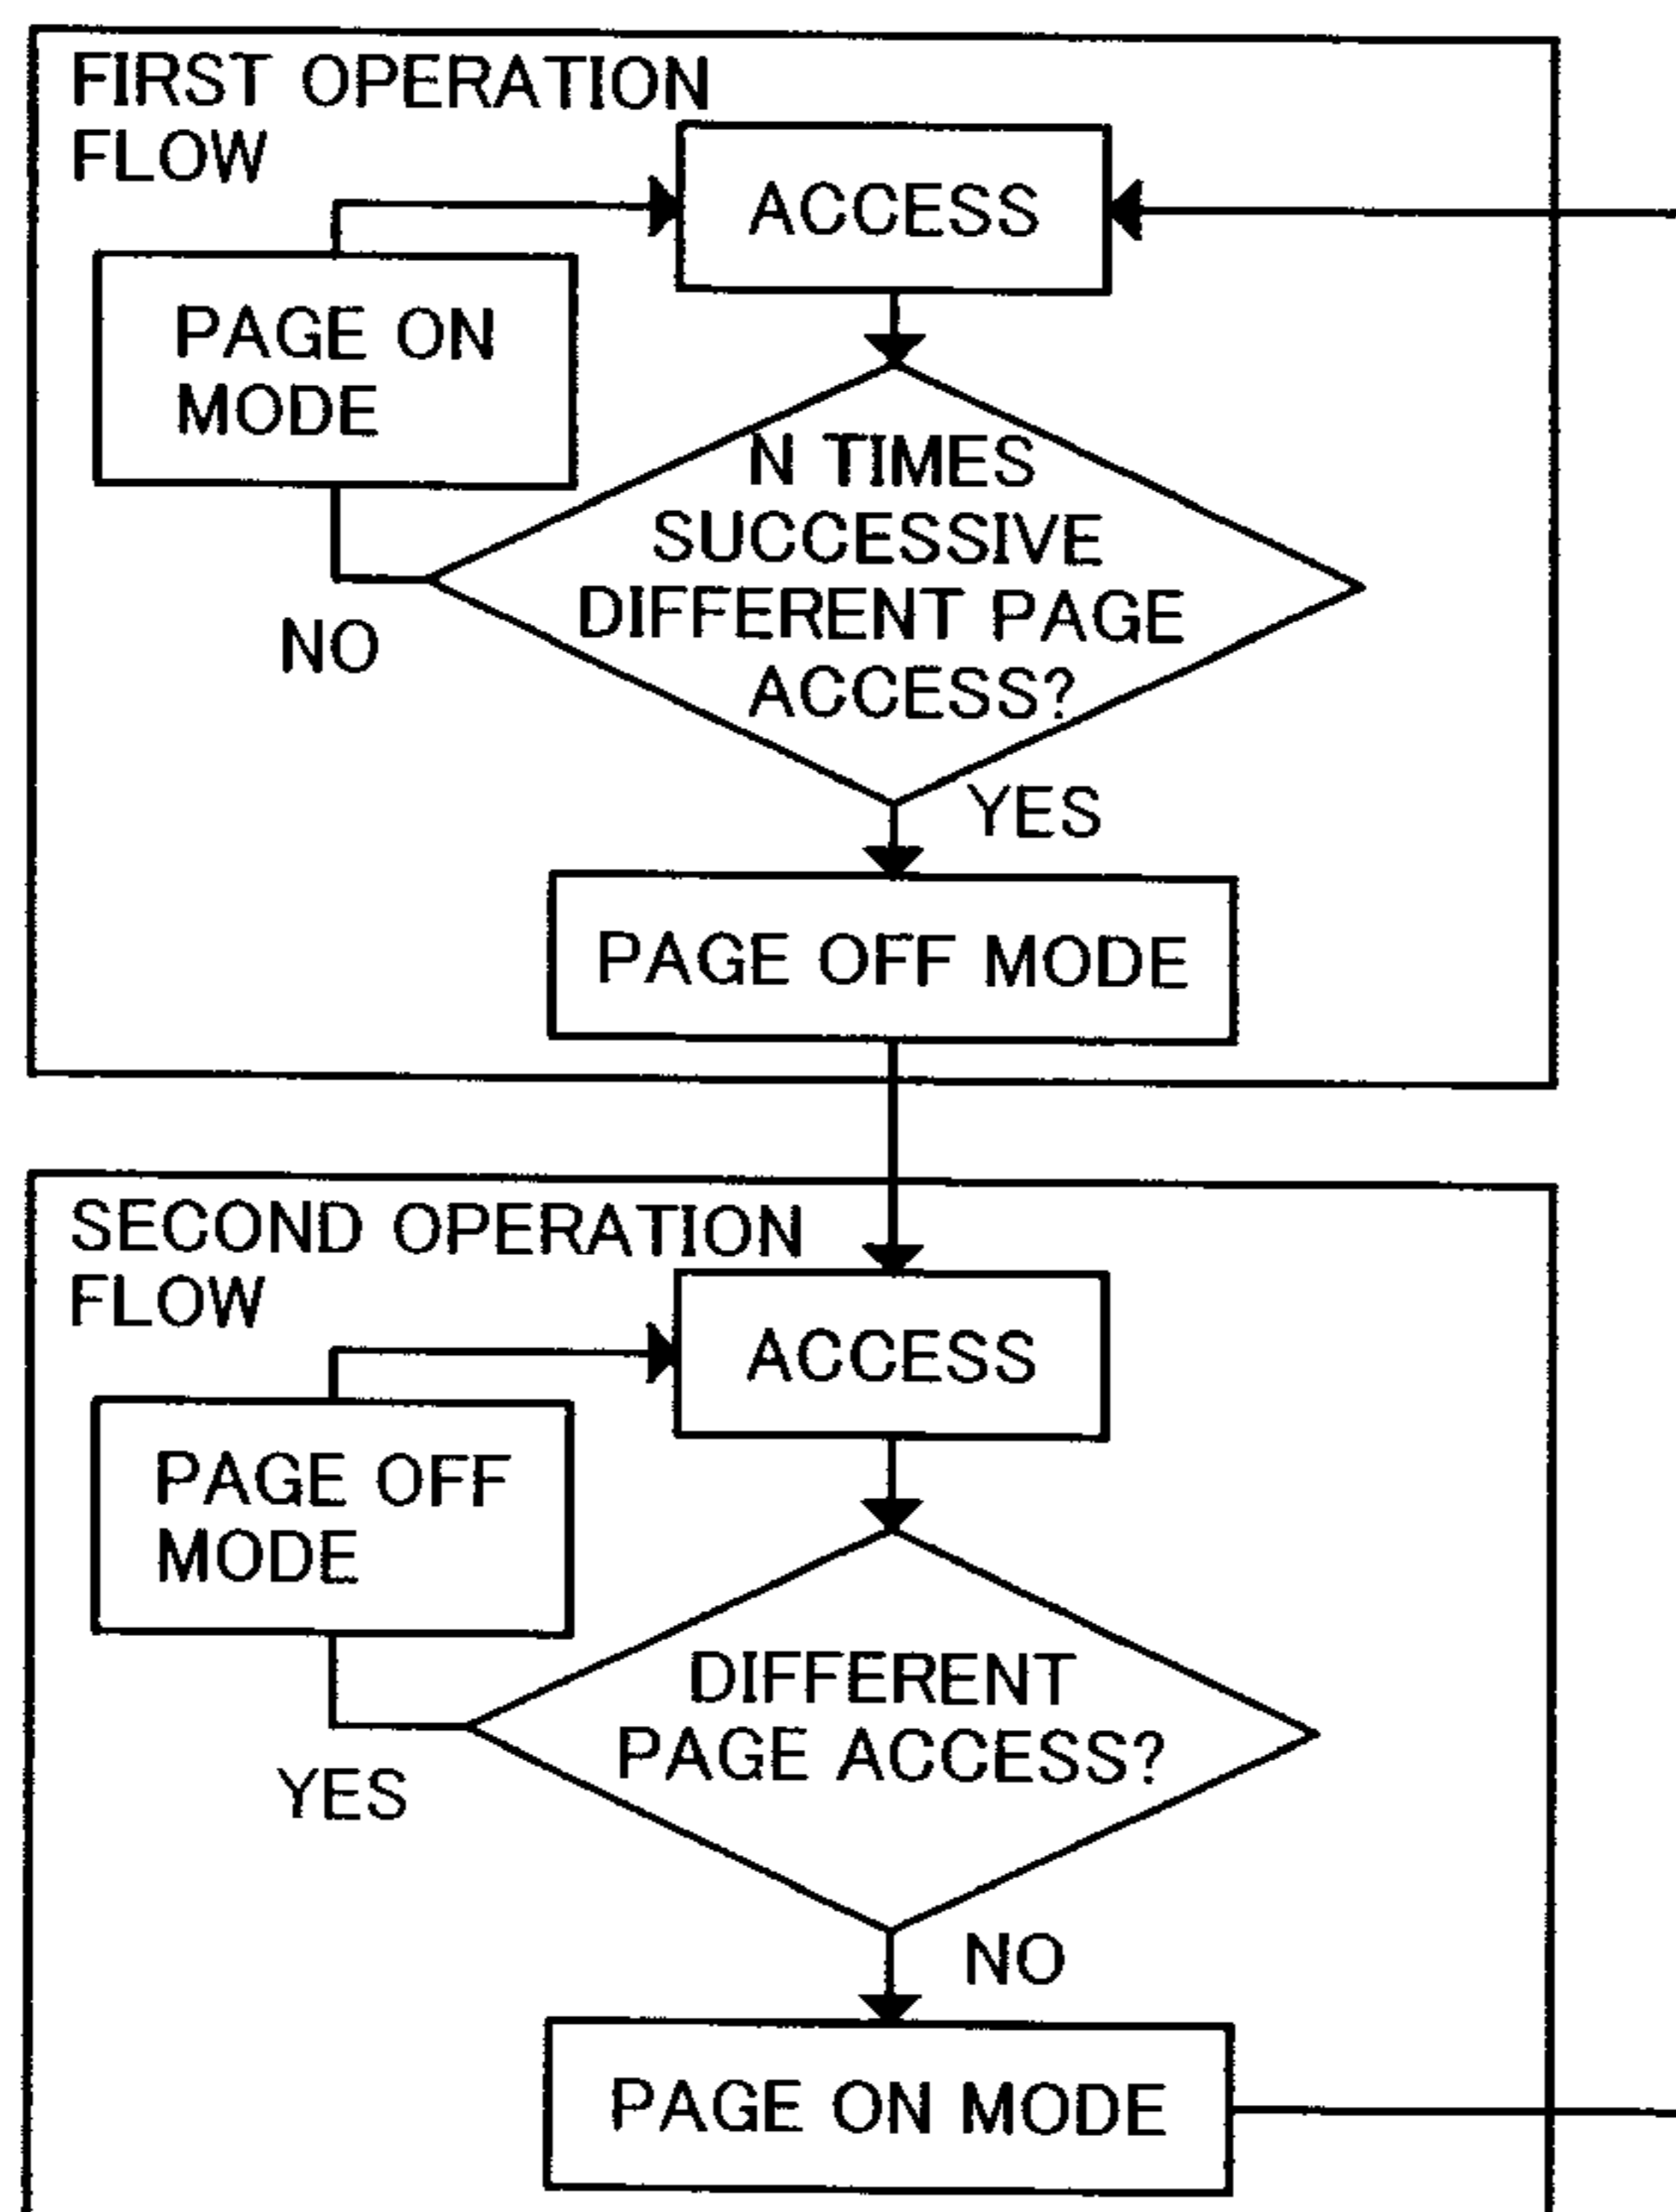 FIRST OPERATION
FLOW
ACCESS
PAGE ON
MODE
N TIMES
SUCCESSIVE
DIFFERENT PAGE
ACCESS?
NO
YES
PAGE OFF MODE
SECOND OPERATION
FLOW
ACCESS
PAGE OFF
MODE
DIFFERENT
PAGE ACCESS?
YES
NO
PAGE ON MODE